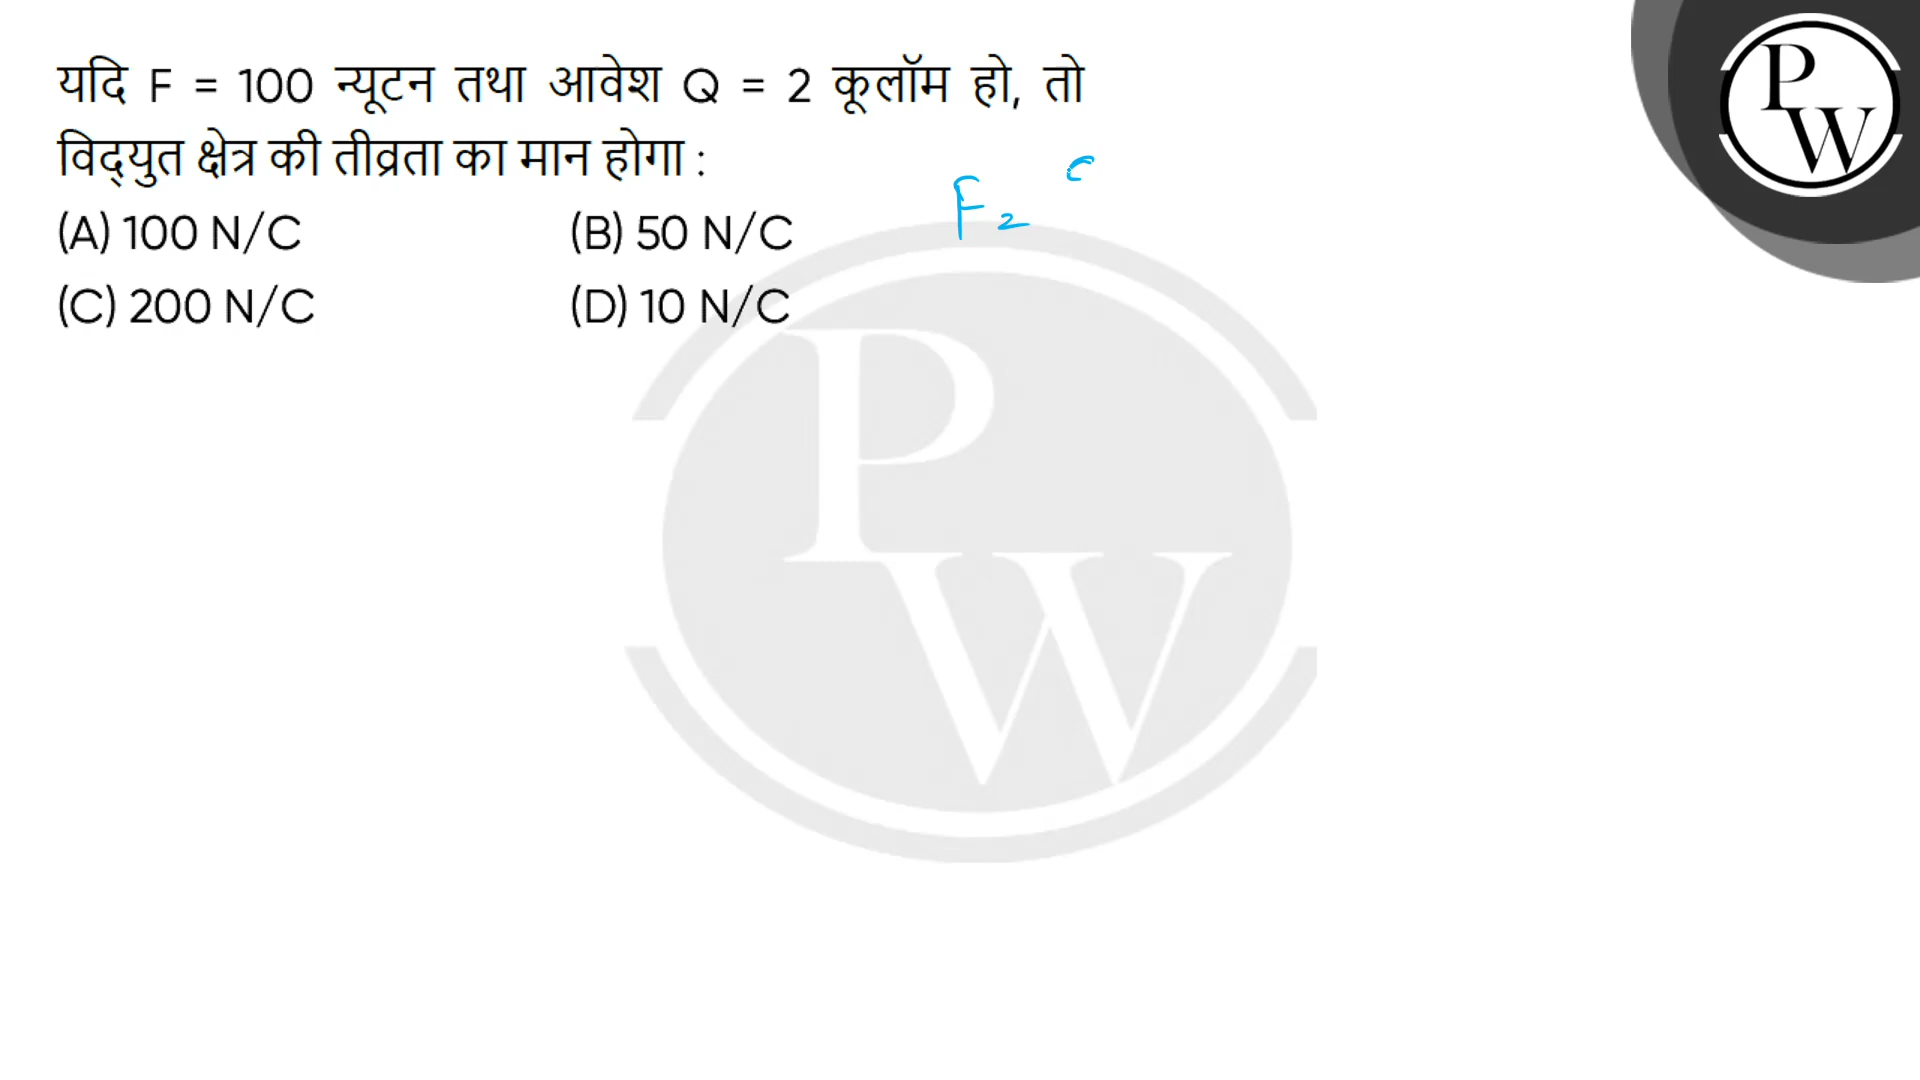 यदि F = 100 न्यूटन तथा आवेश Q = 2 कूलॉम हो, तो
विद्युत क्षेत्र की तीव्रता का मान होगा :
(A) 100 N/C (B) 50 N/C
(C) 200 N/C (D) 10 N/C
F =
P
W
P
W